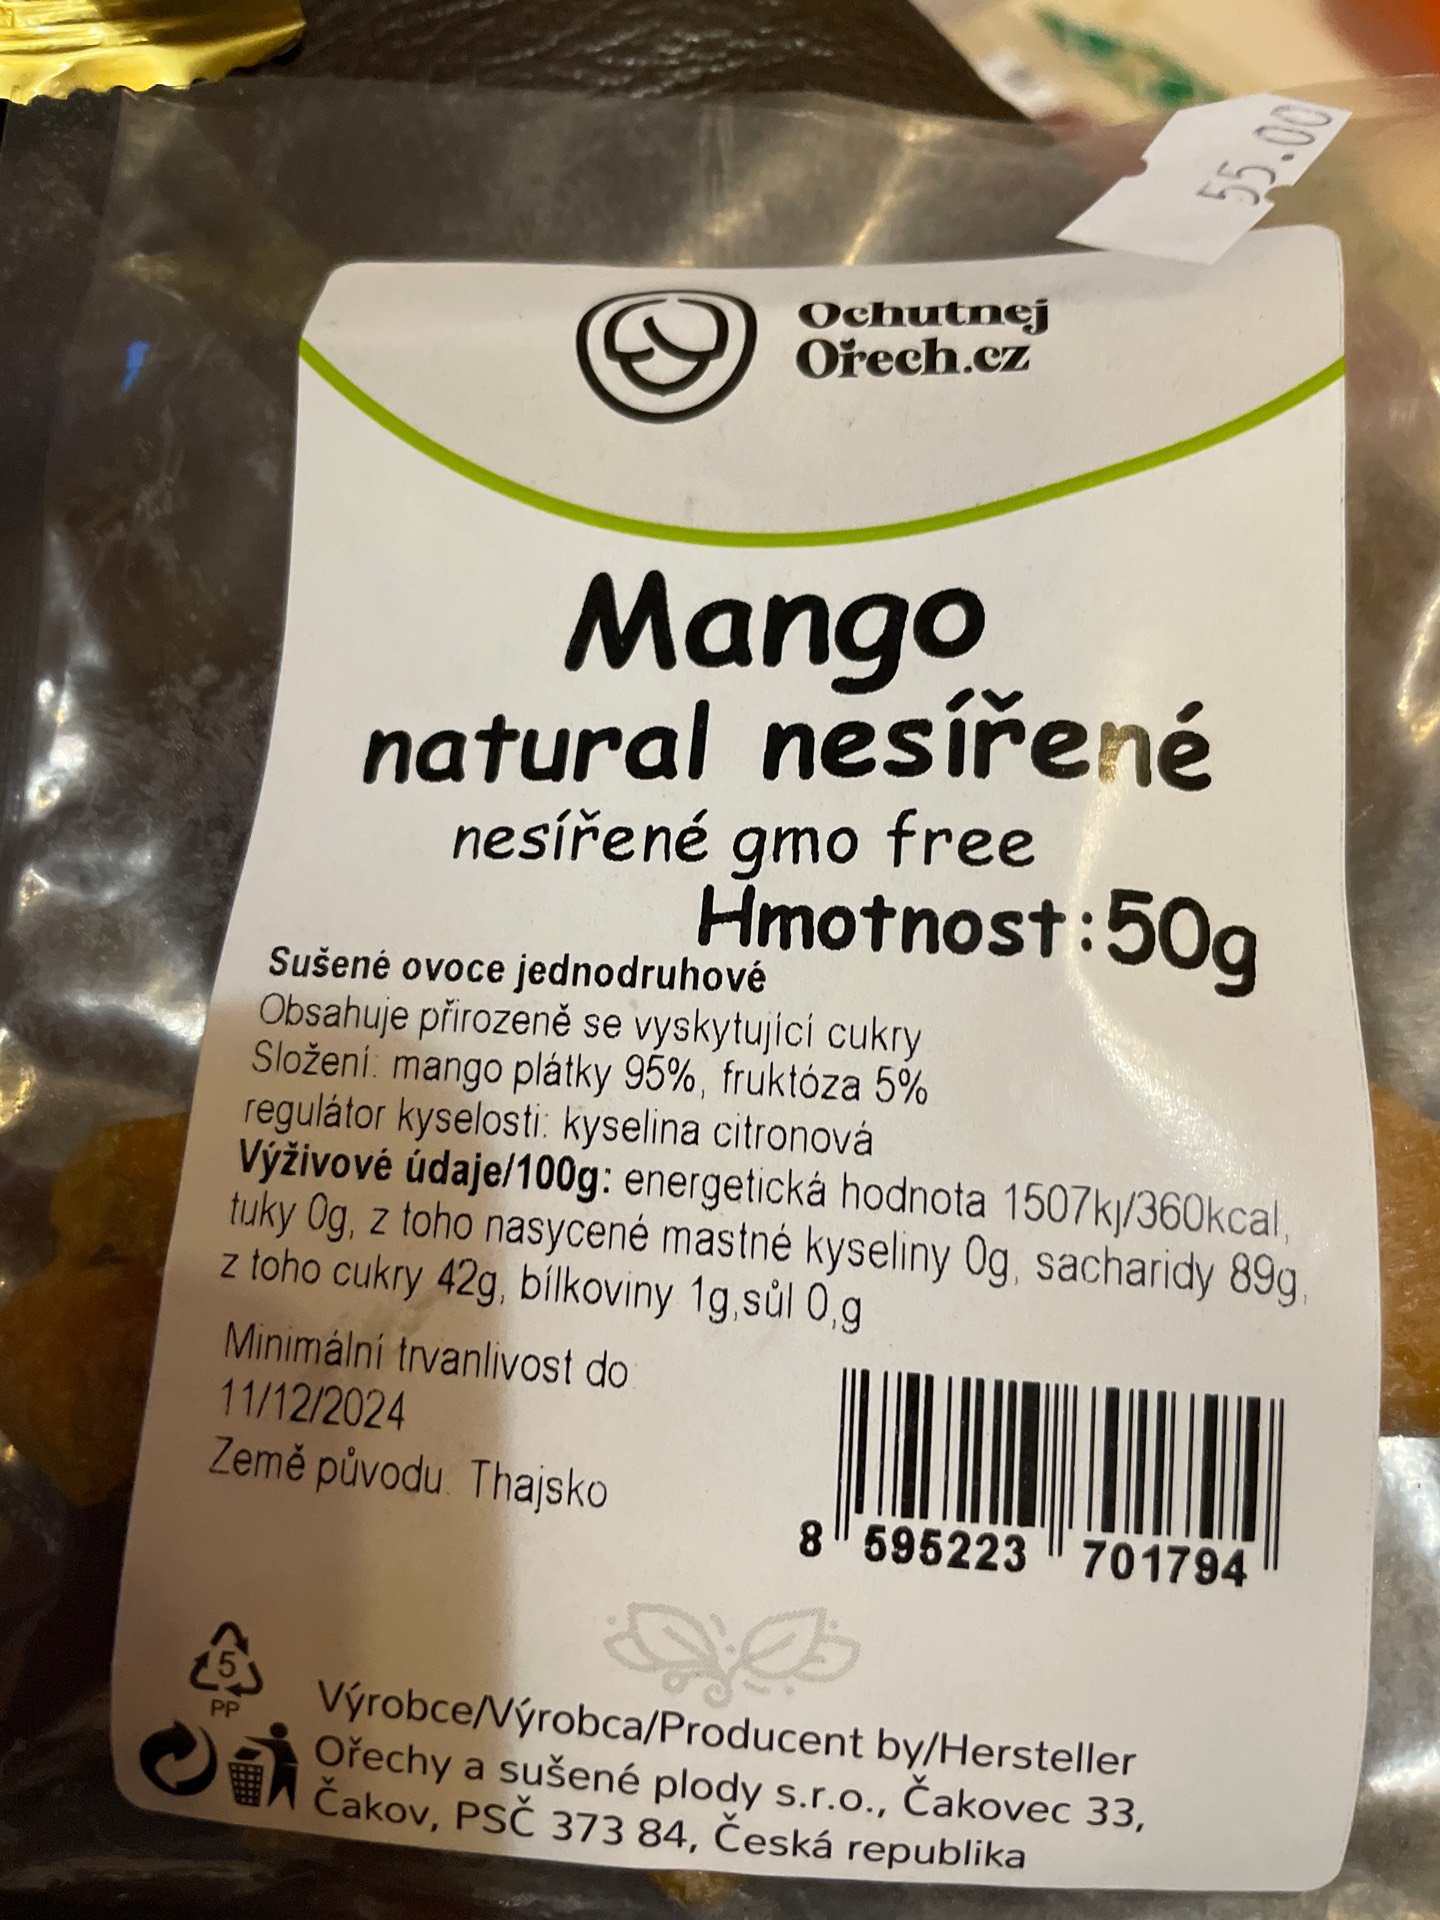 55.00
Ochutnej
Ořech.cz
Mango
natural nesířené
nesířené gmo free
Hmotnost:50g
Sušené ovoce jednodruhové
Obsahuje přirozeně se vyskytující cukry
Složení: mango plátky 95%, fruktóza 5%
regulátor kyselosti: kyselina citronová
Výživové údaje/100g: energetická hodnota 1507kj/360kcal,
tuky 0g, z toho nasycené mastné kyseliny 0g, sacharidy 89g,
z toho cukry 42g, bílkoviny 1g,sůl 0,g
Minimální trvanlivost do
11/12/2024
Země původu: Thajsko
8 595223 701794
5
PP
Výrobce/Výrobca/Producent by/Hersteller
Ořechy a sušené plody s.r.o., Čakovec 33,
Čakov, PSČ 373 84, Česká republika